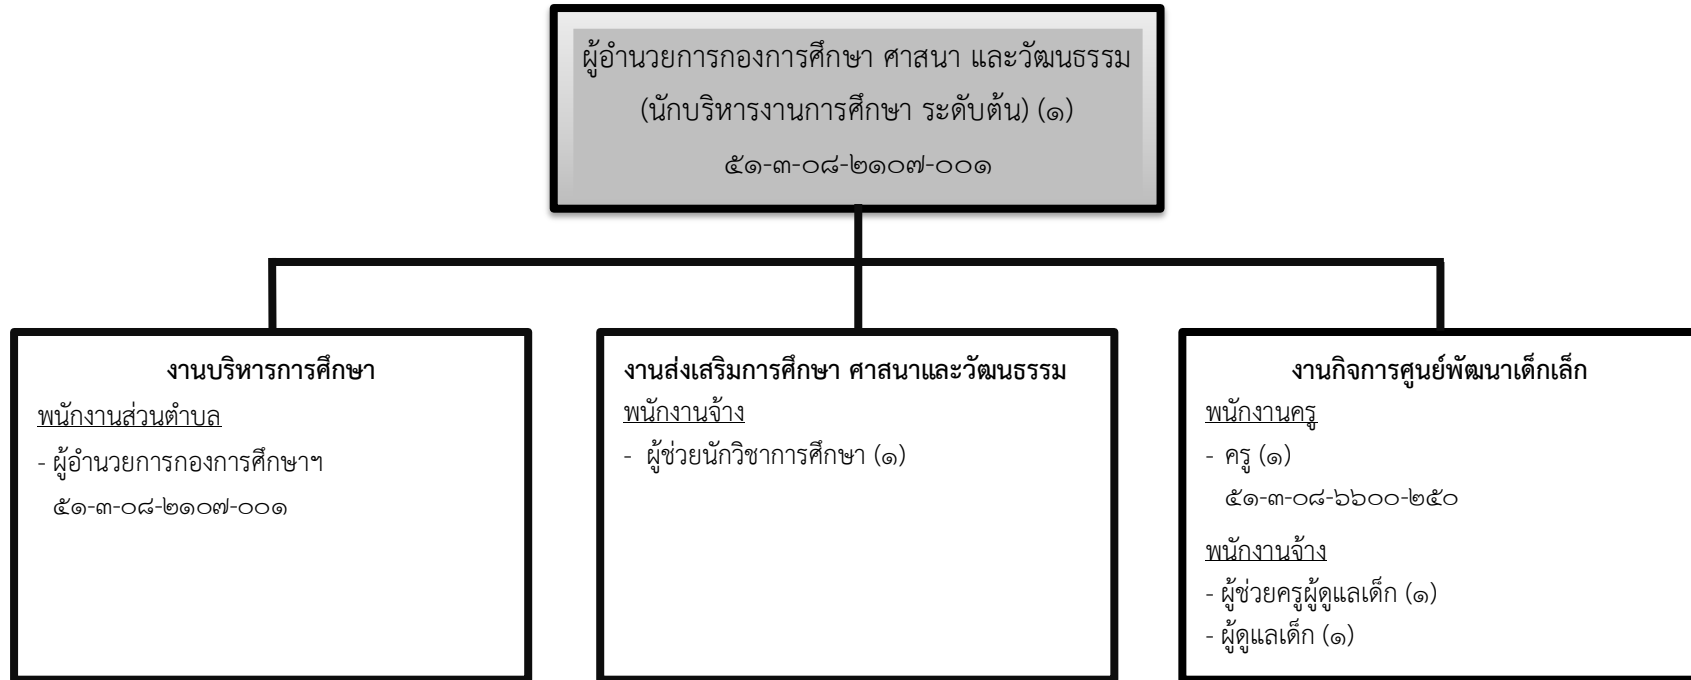 ผู้อำนวยการกองการศึกษา ศาสนา และวัฒนธรรม
(นักบริหารงานการศึกษา ระดับต้น) (๑)
๕๑-๓-๐๘-๒๑๐๗-๐๐๑
งานบริหารการศึกษา
พนักงานส่วนตำบล
- ผู้อำนวยการกองการศึกษาฯ
๕๑-๓-๐๘-๒๑๐๗-๐๐๑
งานส่งเสริมการศึกษา ศาสนาและวัฒนธรรม
พนักงานจ้าง
- ผู้ช่วยนักวิชาการศึกษา (๑)
งานกิจการศูนย์พัฒนาเด็กเล็ก
พนักงานครู
- ครู (๑)
๕๑-๓-๐๘-๖๖๐๐-๒๕๐
พนักงานจ้าง
- ผู้ช่วยครูผู้ดูแลเด็ก (๑)
- ผู้ดูแลเด็ก (๑)